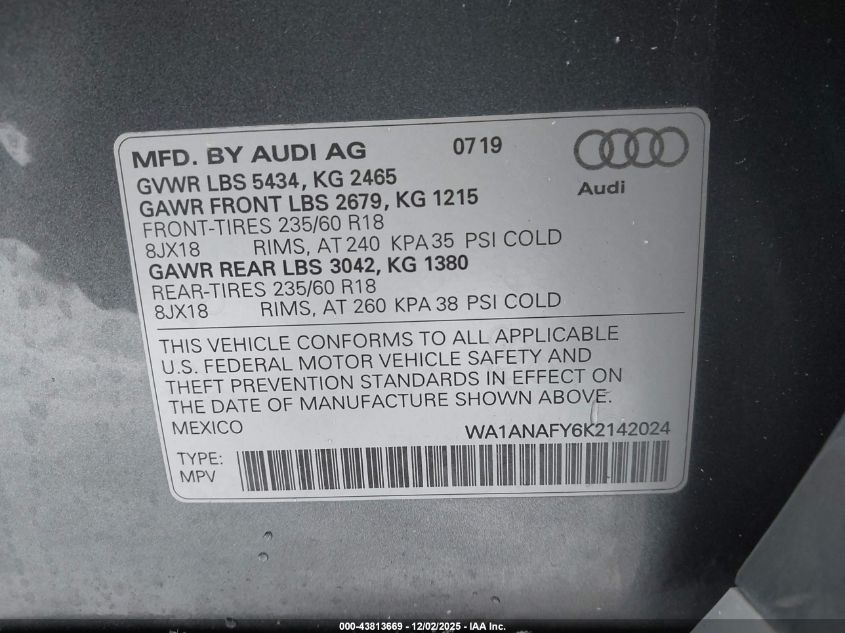 MFD. BY AUDI AG 0719
GVWR LBS 5434, KG 2465
Audi
GAWR FRONT LBS 2679, KG 1215
FRONT-TIRES 235/60 R18
8JX18 RIMS, AT 240 KPA 35 PSI COLD
GAWR REAR LBS 3042, KG 1380
REAR-TIRES 235/60 R18
8JX18 RIMS, AT 260 KPA 38 PSI COLD
THIS VEHICLE CONFORMS TO ALL APPLICABLE
U.S. FEDERAL MOTOR VEHICLE SAFETY AND
THEFT PREVENTION STANDARDS IN EFFECT ON
THE DATE OF MANUFACTURE SHOWN ABOVE.
MEXICO WA1ANAFY6K2142024
TYPE:
MPV
000-43813669 - 12/02/2025 - IAA Inc.